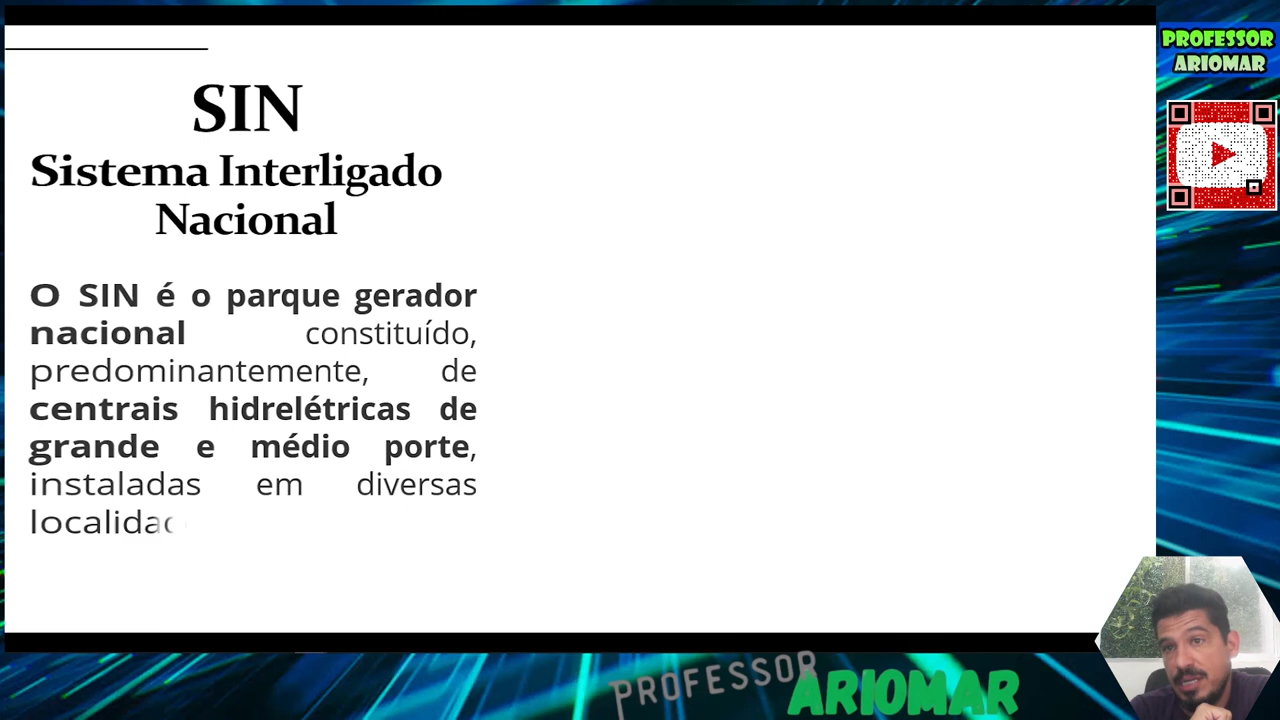 PROFESSOR
ARIOMAR
SIN
Sistema Interligado
Nacional
O SIN é o parque gerador
nacional constituído,
predominantemente, de
centrais hidrelétricas de
grande e médio porte,
instaladas em diversas
PROFESSOR
ARIOMAR